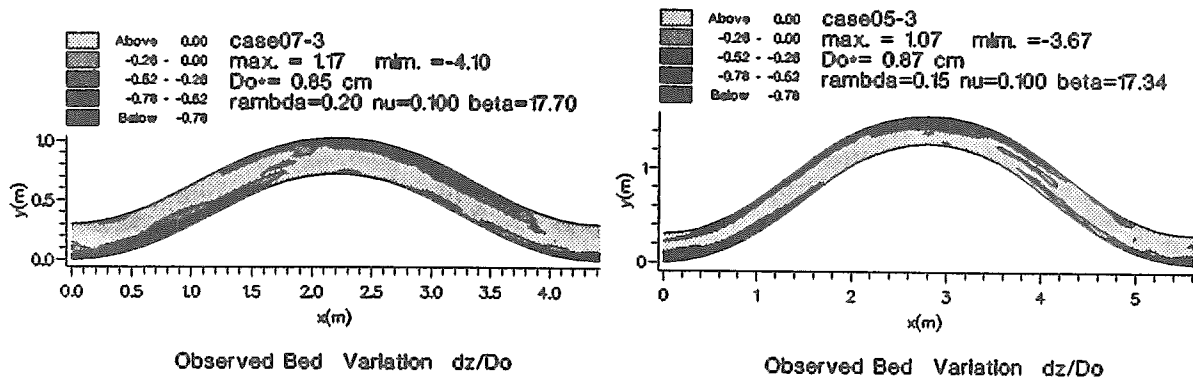 Above 0.00 case07-3
-0.26 - 0.00 max. = 1.17 mim. =-4.10
-0.52 - -0.26 Do*= 0.85 cm
-0.78 - -0.52 rambda=0.20 nu=0.100 beta=17.70
Below -0.78
y(m)
1.0
0.5
0.0
0.0 0.5 1.0 1.5 2.0 2.5 3.0 3.5 4.0
x(m)
Observed Bed Variation dz/Do
Above 0.00 case05-3
-0.26 - 0.00 max. = 1.07 mim. =-3.67
-0.52 - -0.26 Do*= 0.87 cm
-0.78 - -0.52 rambda=0.15 nu=0.100 beta=17.34
Below -0.78
y(m)
1
0
0 1 2 3 4 5
x(m)
Observed Bed Variation dz/Do